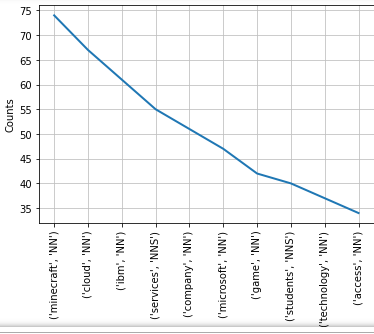 75
70
65
60
55
50
45
40
35
Counts
('minecraft', 'NN')
('cloud', 'NN')
('ibm', 'NN')
('services', 'NNS')
('company', 'NN')
('microsoft', 'NN')
('game', 'NN')
('students', 'NNS')
('technology', 'NN')
('access', 'NN')